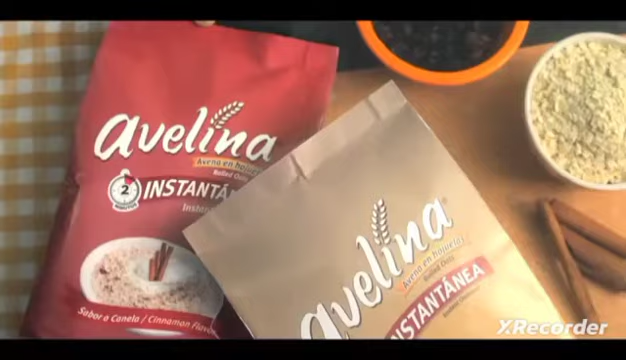 avelina
Avena en hojuelas
Rolled Oats
2
INSTANTÁ
Sabor a Canela / Cinnamon Flavor
avelina
Avena en hojuelas
Rolled Oats
INSTANTÁNEA
XRecorder